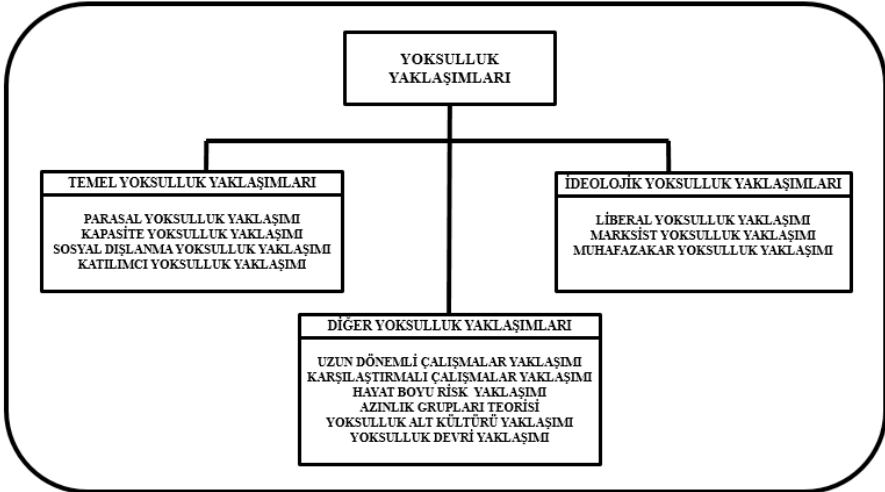 YOKSULLUK
YAKLAŞIMLARI
TEMEL YOKSULLUK YAKLAŞIMLARI
PARASAL YOKSULLUK YAKLAŞIMI
KAPASİTE YOKSULLUK YAKLAŞIMI
SOSYAL DIŞLANMA YOKSULLUK YAKLAŞIMI
KATILIMCI YOKSULLUK YAKLAŞIMI
İDEOLOJİK YOKSULLUK YAKLAŞIMLARI
LİBERAL YOKSULLUK YAKLAŞIMI
MARKSİST YOKSULLUK YAKLAŞIMI
MUHAFAZAKAR YOKSULLUK YAKLAŞIMI
DİĞER YOKSULLUK YAKLAŞIMLARI
UZUN DÖNEMLİ ÇALIŞMALAR YAKLAŞIMI
KARŞILAŞTIRMALI ÇALIŞMALAR YAKLAŞIMI
HAYAT BOYU RİSK YAKLAŞIMI
AZINLIK GRUPLARI TEORİSİ
YOKSULLUK ALT KÜLTÜRÜ YAKLAŞIMI
YOKSULLUK DEVRİ YAKLAŞIMI